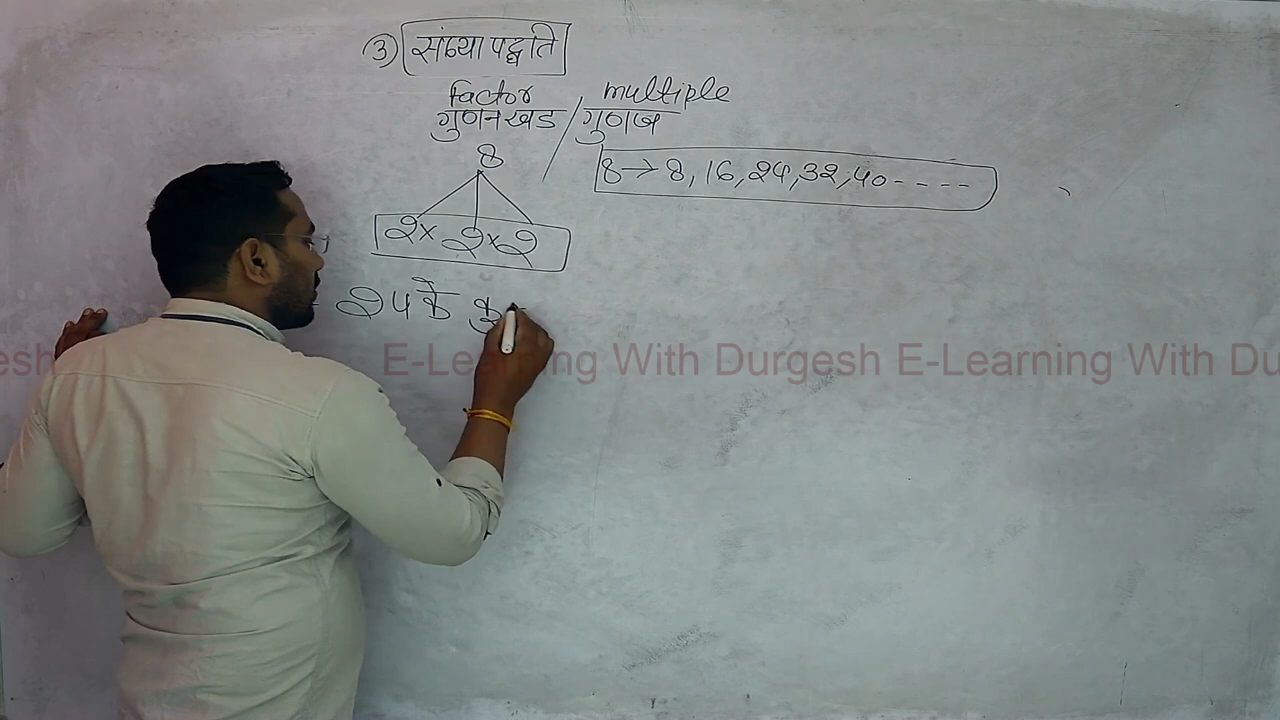 ③ संख्या पद्धति
factor / multiple
गुणनखंड / गुणज
8
8→8, 16, 24, 32, 40- - - -
2× 2×2
24 के कु
E-Learning With Durgesh E-Learning With Du